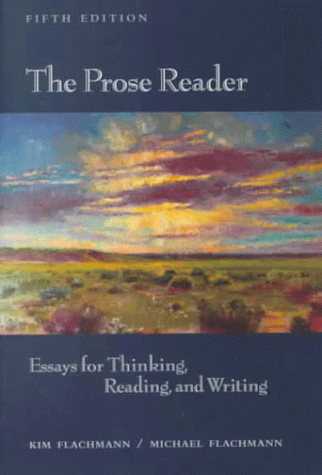 FIFTH EDITION
The Prose Reader
Essays for Thinking,
Reading, and Writing
KIM FLACHMANN / MICHAEL FLACHMANN